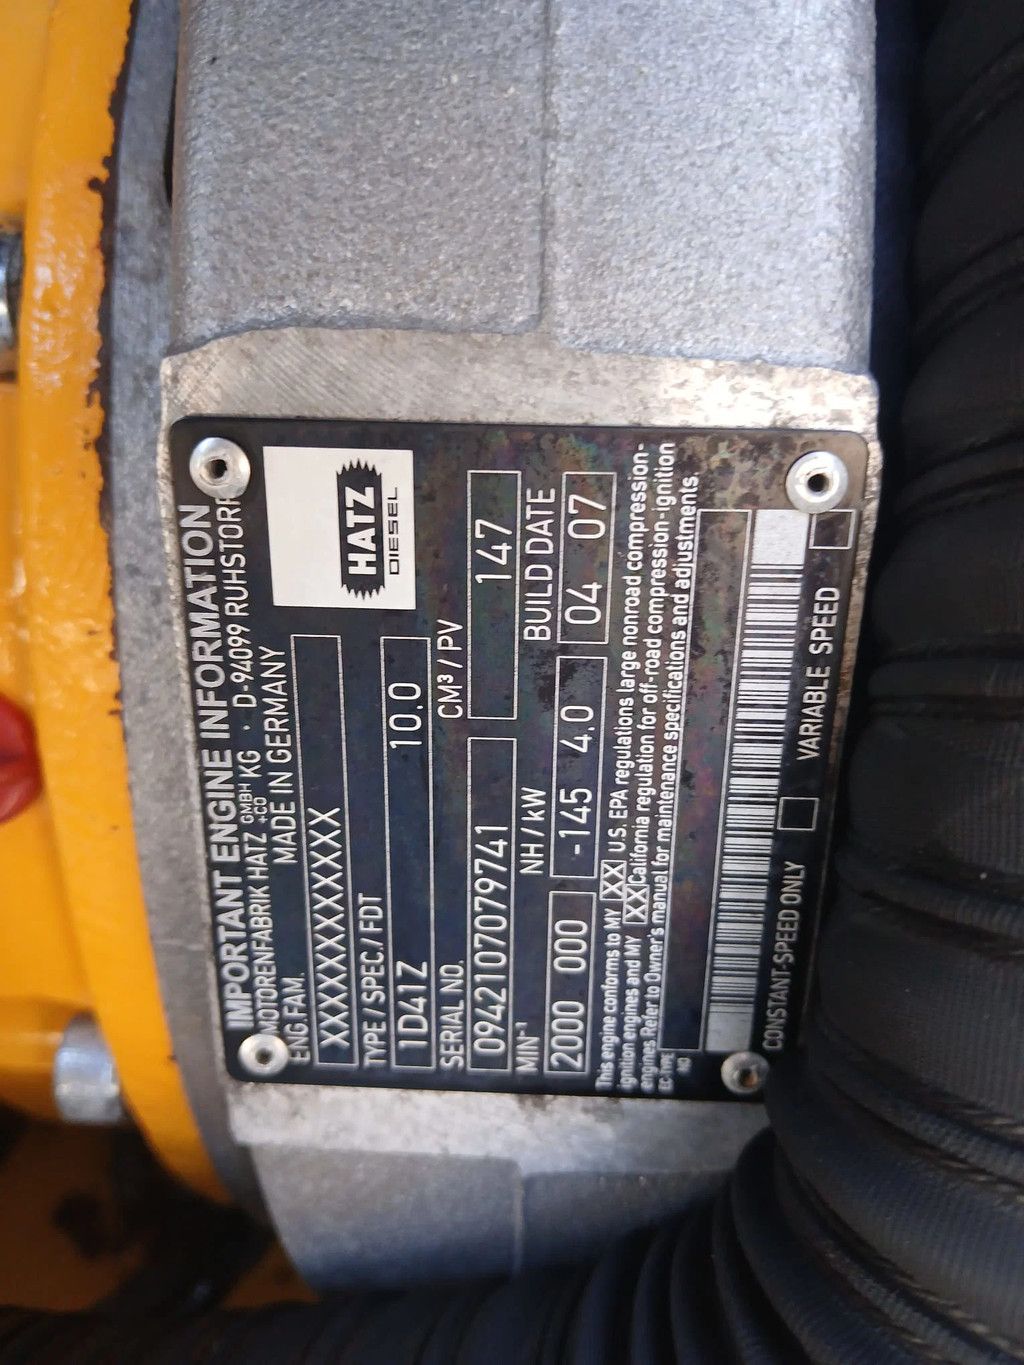 IMPORTANT ENGINE INFORMATION
MOTORENFABRIK HATZ GMBH +CO KG · D-94099 RUHSTORF
ENG.FAM. MADE IN GERMANY
XXXXXXXXXXXX
HATZ
DIESEL
TYPE / SPEC. / FDT
1D41Z 10.0
SERIAL NO. CM³ / PV
0942107079741 147
MIN⁻¹ NH / kW BUILD DATE
2000 000 -145 4.0 04 07
This engine conforms to MY XX U.S. EPA regulations large nonroad compression-
ignition engines and MY XX California regulation for off-road compression-ignition
engines. Refer to Owner's manual for maintenance specifications and adjustments
EC-TYPE
NO
CONSTANT-SPEED ONLY VARIABLE SPEED